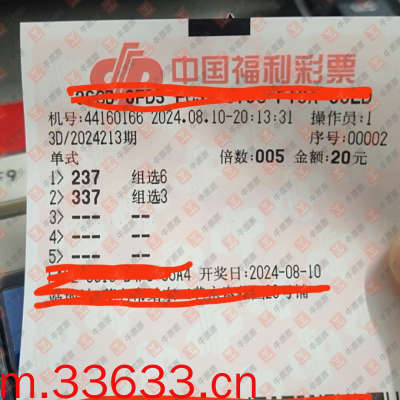 中国福利彩票
机号:44160166 2024.08.10-20:13:31 操作员:1
3D/2024213期 序号:00002
单式 倍数:005 金额:20元
1> 237 组选6
2> 337 组选3
3> --- ---
4> --- ---
5> --- ---
A4 开奖日:2024-08-10
m.33633.cn